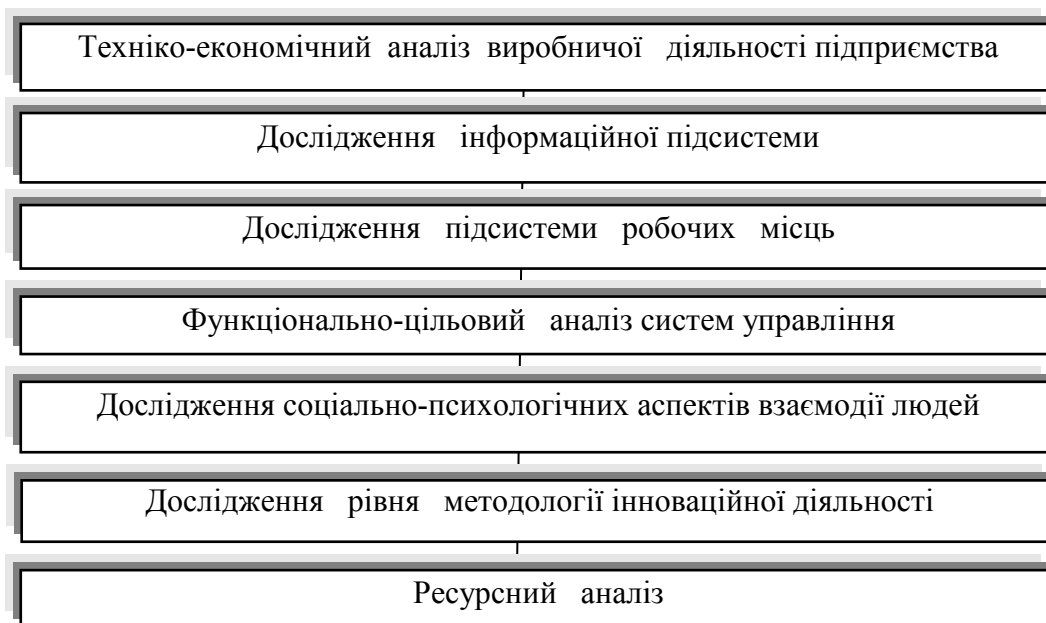 Техніко-економічний аналіз виробничої діяльності підприємства
Дослідження інформаційної підсистеми
Дослідження підсистеми робочих місць
Функціонально-цільовий аналіз систем управління
Дослідження соціально-психологічних аспектів взаємодії людей
Дослідження рівня методології інноваційної діяльності
Ресурсний аналіз